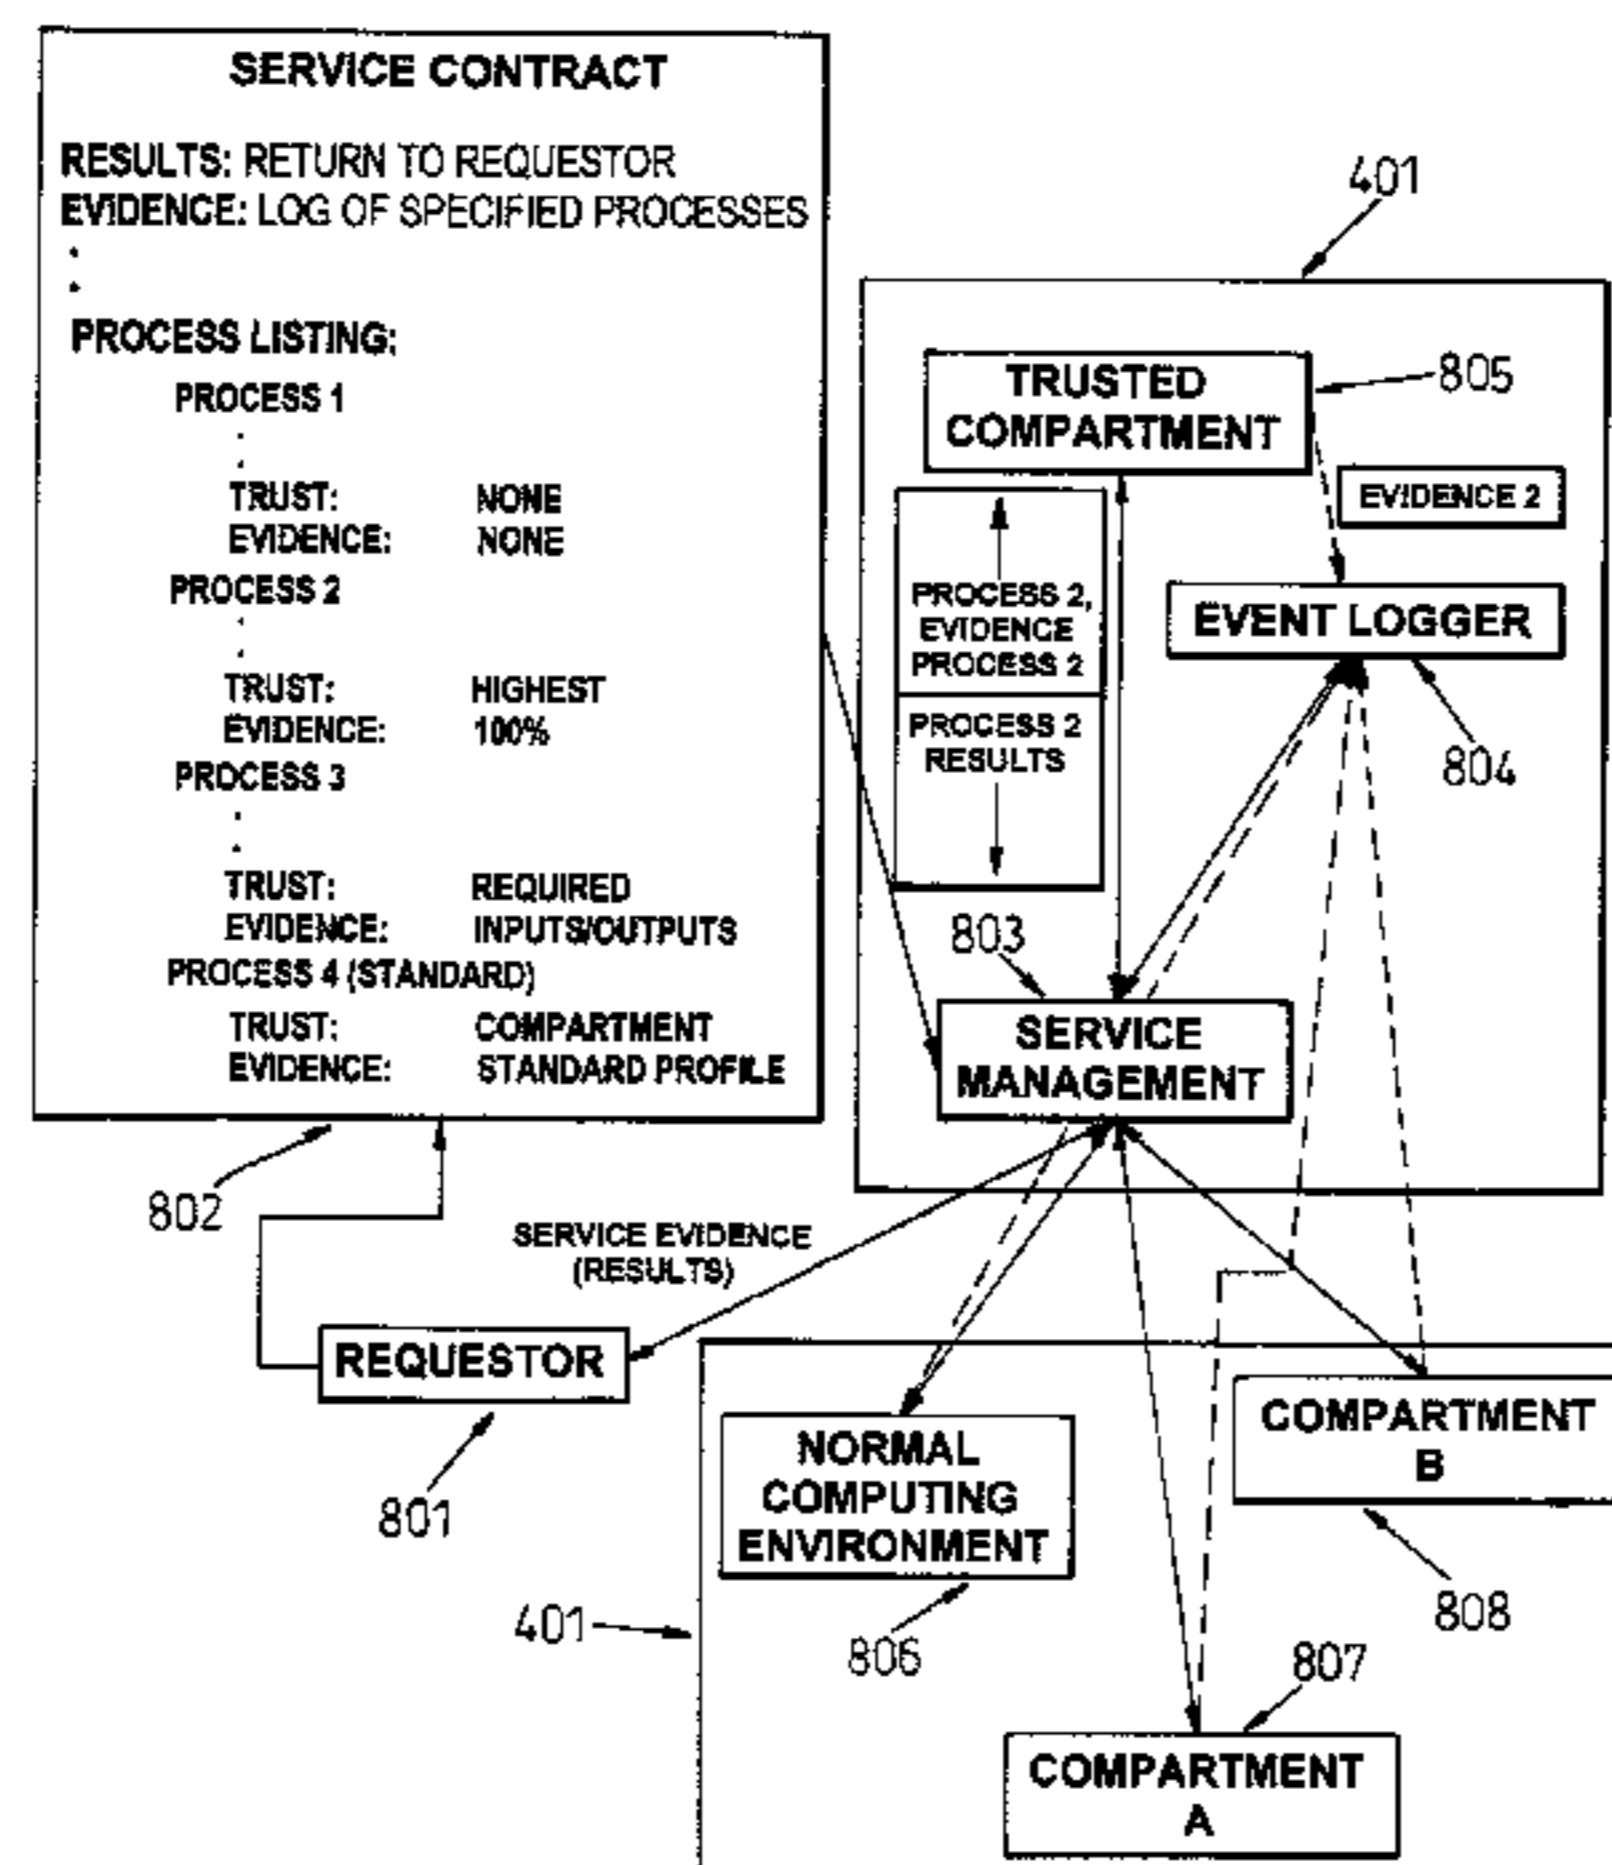 SERVICE CONTRACT
RESULTS: RETURN TO REQUESTOR
EVIDENCE: LOG OF SPECIFIED PROCESSES
PROCESS LISTING:
PROCESS 1
TRUST: NONE
EVIDENCE: NONE
PROCESS 2
TRUST: HIGHEST
EVIDENCE: 100%
PROCESS 3
TRUST: REQUIRED
EVIDENCE: INPUTS/OUTPUTS
PROCESS 4 (STANDARD)
TRUST: COMPARTMENT
EVIDENCE: STANDARD PROFILE
802
401
TRUSTED
COMPARTMENT
805
EVIDENCE 2
PROCESS 2,
EVIDENCE
PROCESS 2
PROCESS 2
RESULTS
EVENT LOGGER
804
803
SERVICE
MANAGEMENT
SERVICE EVIDENCE
(RESULTS)
REQUESTOR
801
NORMAL
COMPUTING
ENVIRONMENT
806
COMPARTMENT
B
808
401
807
COMPARTMENT
A